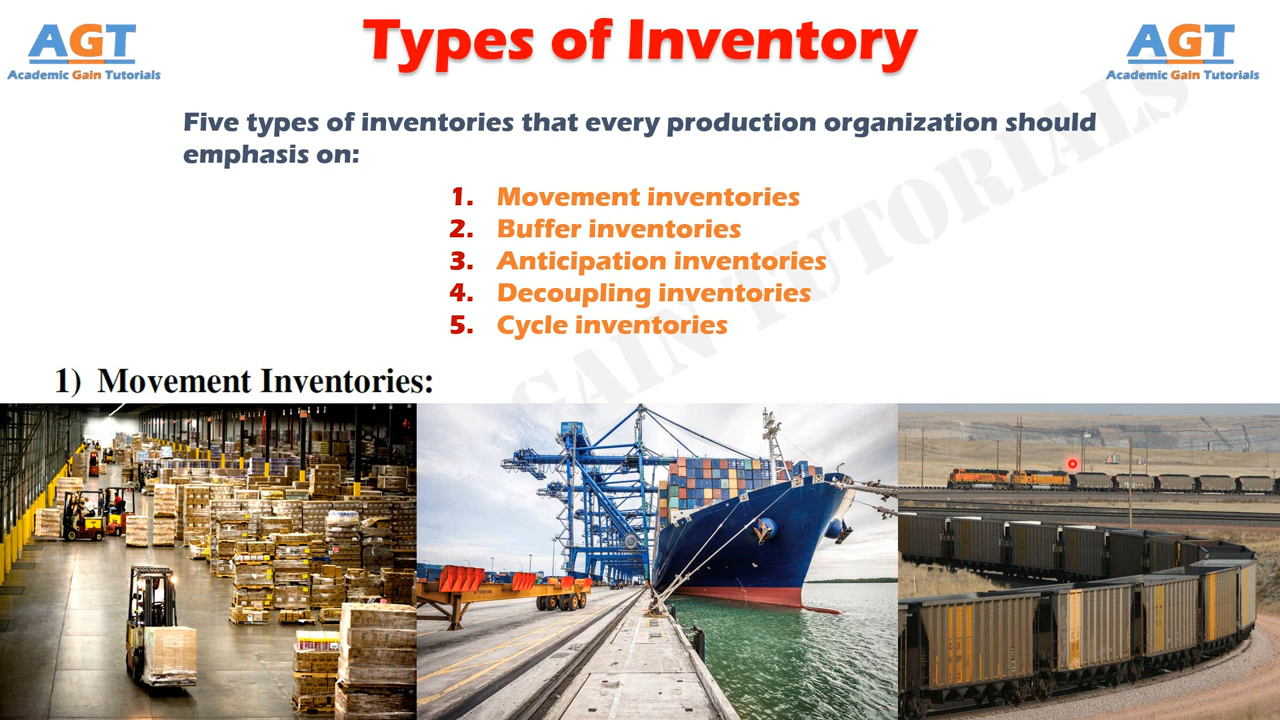 AGT
Academic Gain Tutorials
Types of Inventory
AGT
Academic Gain Tutorials
Five types of inventories that every production organization should
emphasis on:
1. Movement inventories
2. Buffer inventories
3. Anticipation inventories
4. Decoupling inventories
5. Cycle inventories
GAIN TUTORIALS
1) Movement Inventories: